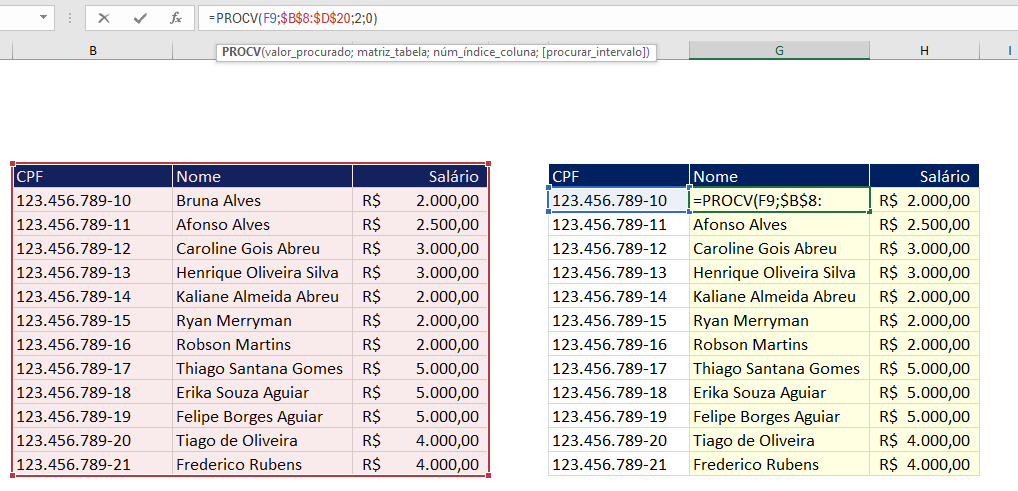 =PROCV(F9;$B$8:$D$20;2;0)
B G H I
PROCV(valor_procurado; matriz_tabela; núm_índice_coluna; [procurar_intervalo])
CPF Nome Salário CPF Nome Salário
123.456.789-10 Bruna Alves R$ 2.000,00 123.456.789-10 =PROCV(F9;$B$8: R$ 2.000,00
123.456.789-11 Afonso Alves R$ 2.500,00 123.456.789-11 Afonso Alves R$ 2.500,00
123.456.789-12 Caroline Gois Abreu R$ 3.000,00 123.456.789-12 Caroline Gois Abreu R$ 3.000,00
123.456.789-13 Henrique Oliveira Silva R$ 3.000,00 123.456.789-13 Henrique Oliveira Silva R$ 3.000,00
123.456.789-14 Kaliane Almeida Abreu R$ 2.000,00 123.456.789-14 Kaliane Almeida Abreu R$ 2.000,00
123.456.789-15 Ryan Merryman R$ 2.000,00 123.456.789-15 Ryan Merryman R$ 2.000,00
123.456.789-16 Robson Martins R$ 2.000,00 123.456.789-16 Robson Martins R$ 2.000,00
123.456.789-17 Thiago Santana Gomes R$ 5.000,00 123.456.789-17 Thiago Santana Gomes R$ 5.000,00
123.456.789-18 Erika Souza Aguiar R$ 5.000,00 123.456.789-18 Erika Souza Aguiar R$ 5.000,00
123.456.789-19 Felipe Borges Aguiar R$ 5.000,00 123.456.789-19 Felipe Borges Aguiar R$ 5.000,00
123.456.789-20 Tiago de Oliveira R$ 4.000,00 123.456.789-20 Tiago de Oliveira R$ 4.000,00
123.456.789-21 Frederico Rubens R$ 4.000,00 123.456.789-21 Frederico Rubens R$ 4.000,00